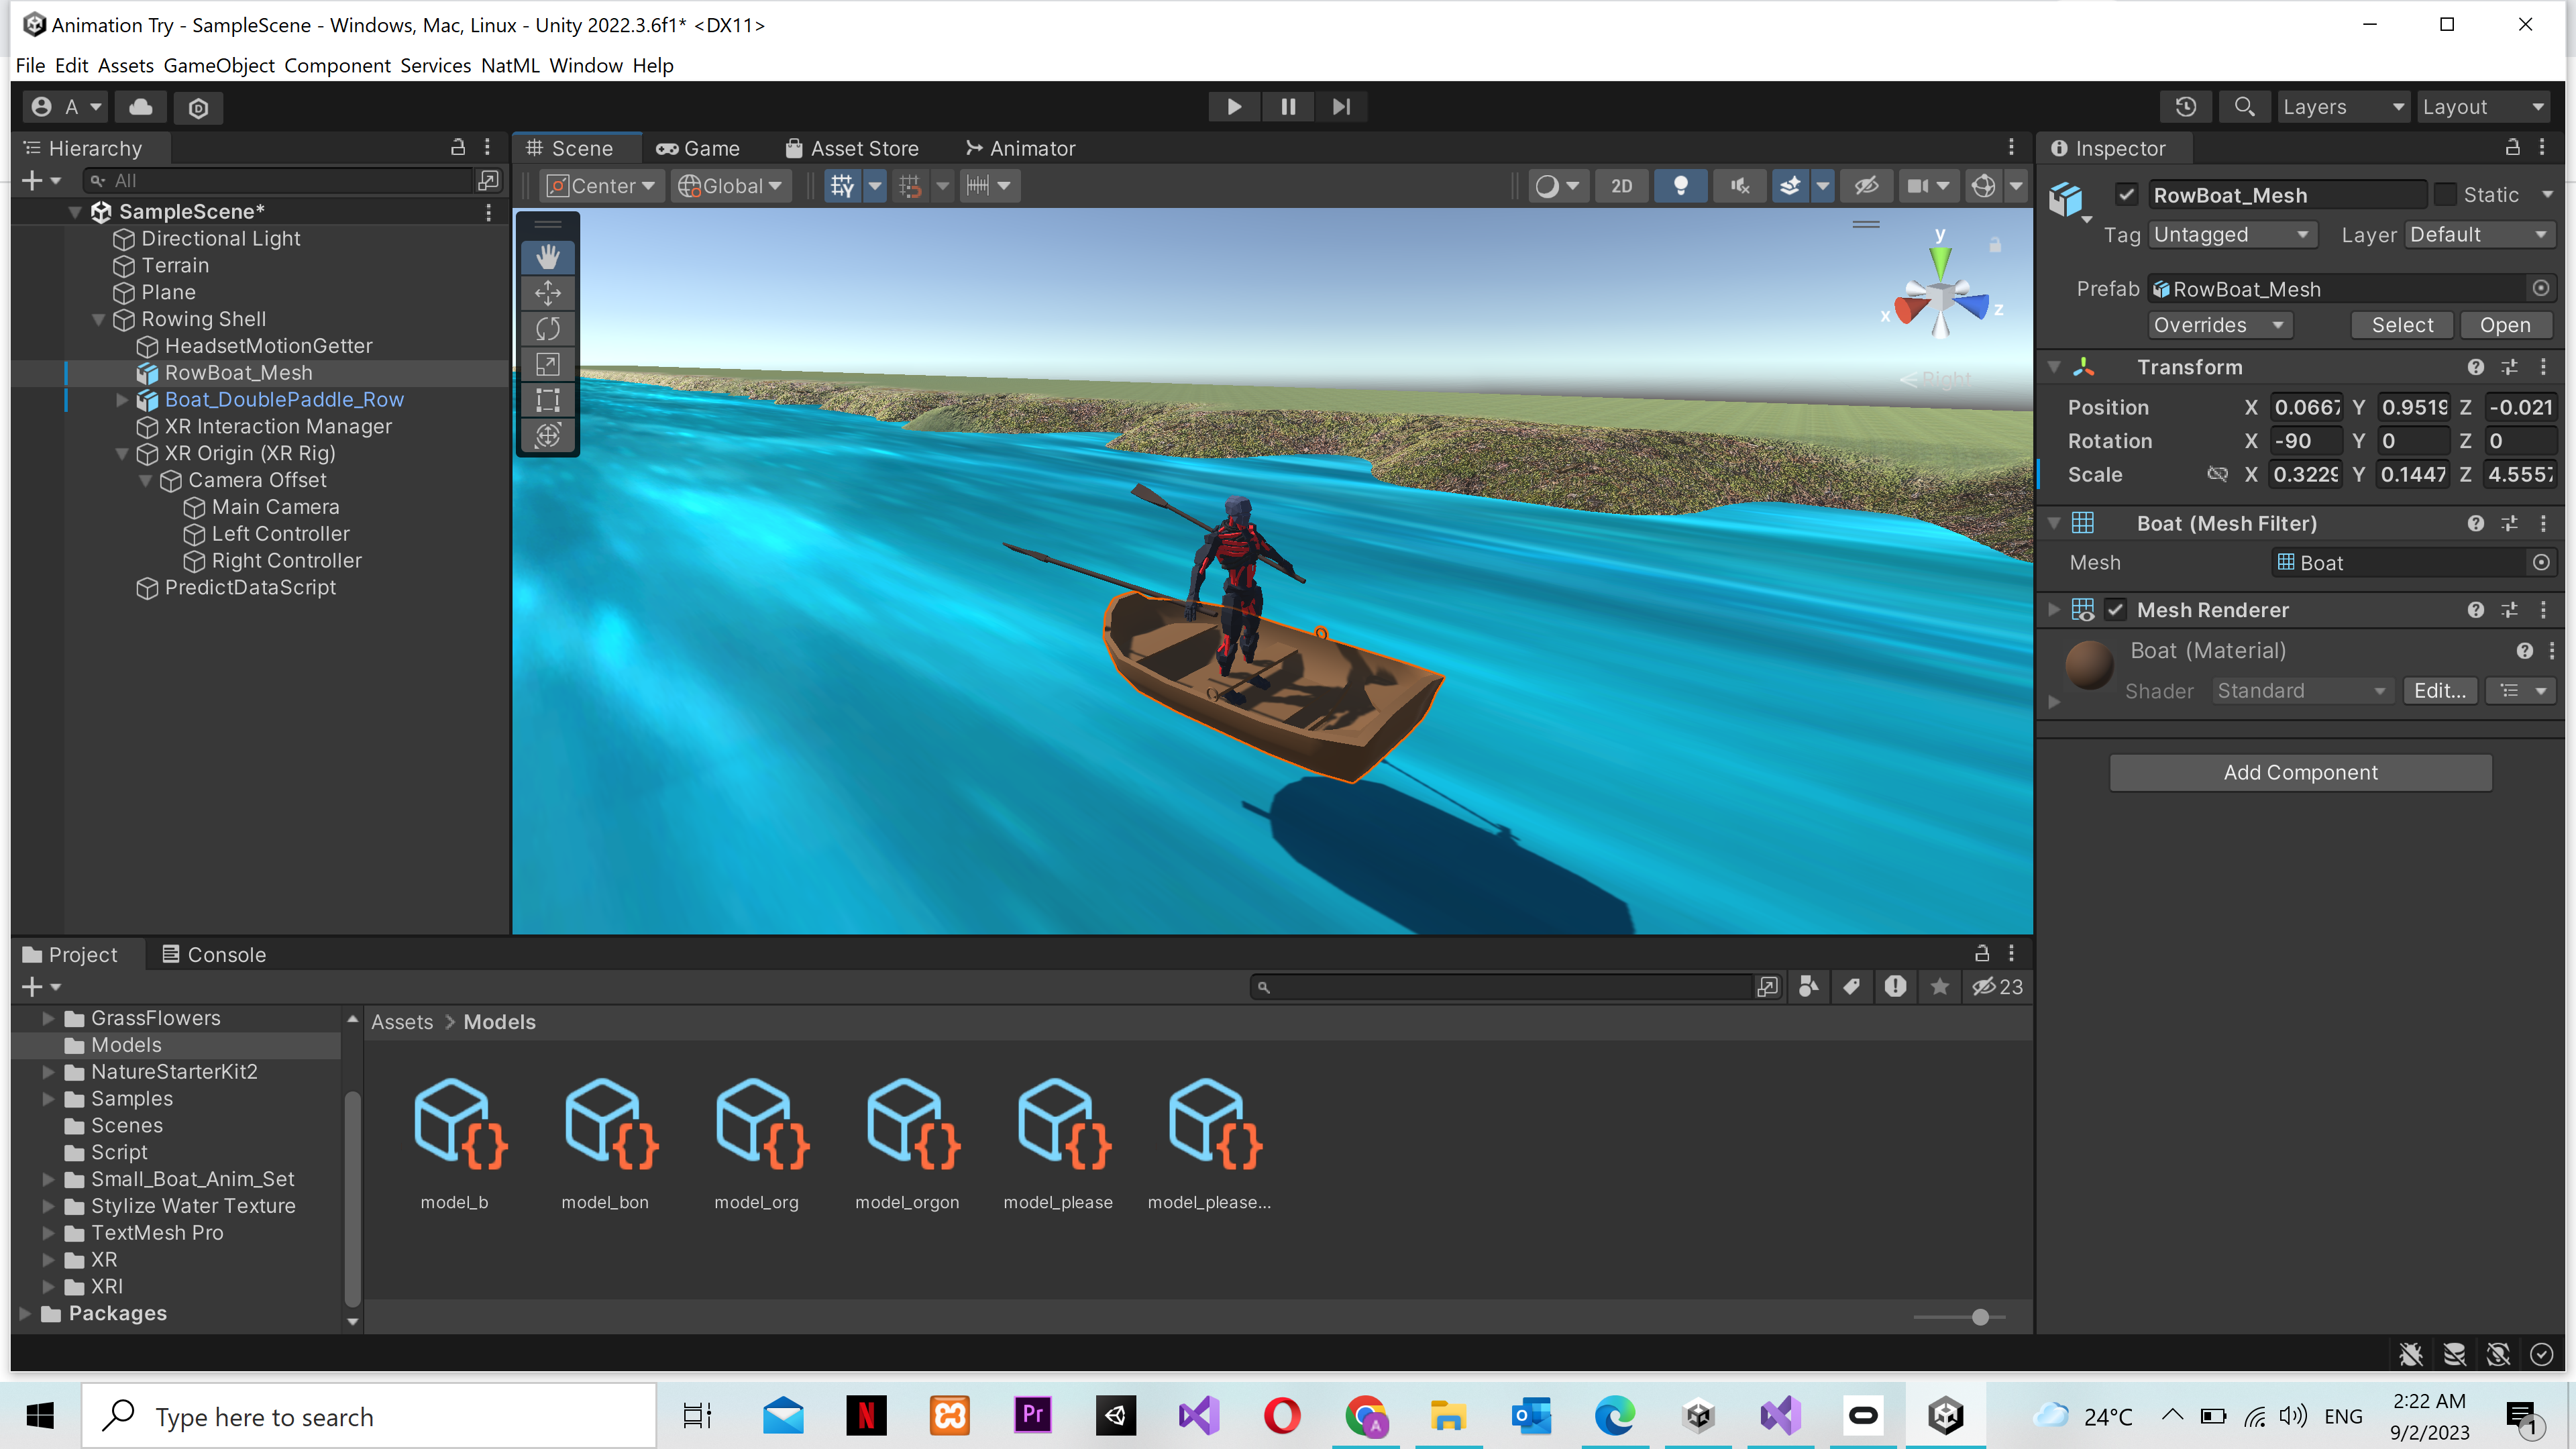 Animation Try - SampleScene - Windows, Mac, Linux - Unity 2022.3.6f1* <DX11>
File Edit Assets GameObject Component Services NatML Window Help
A
Layers
Layout
Hierarchy
All
SampleScene*
Directional Light
Terrain
Plane
Rowing Shell
HeadsetMotionGetter
RowBoat_Mesh
Boat_DoublePaddle_Row
XR Interaction Manager
XR Origin (XR Rig)
Camera Offset
Main Camera
Left Controller
Right Controller
PredictDataScript
Scene
Game
Asset Store
Animator
Center
Global
2D
y
x
z
Right
Inspector
RowBoat_Mesh
Static
Tag Untagged
Layer Default
Prefab RowBoat_Mesh
Overrides
Select
Open
Transform
Position X 0.0667 Y 0.9519 Z -0.021
Rotation X -90 Y 0 Z 0
Scale X 0.3229 Y 0.1447 Z 4.5557
Boat (Mesh Filter)
Mesh Boat
Mesh Renderer
Boat (Material)
Shader Standard Edit...
Add Component
Project
Console
23
GrassFlowers
Models
NatureStarterKit2
Samples
Scenes
Script
Small_Boat_Anim_Set
Stylize Water Texture
TextMesh Pro
XR
XRI
Packages
Assets > Models
model_b
model_bon
model_org
model_orgon
model_please
model_please...
Type here to search
N
Pr
A
24°C
ENG
2:22 AM
9/2/2023
1